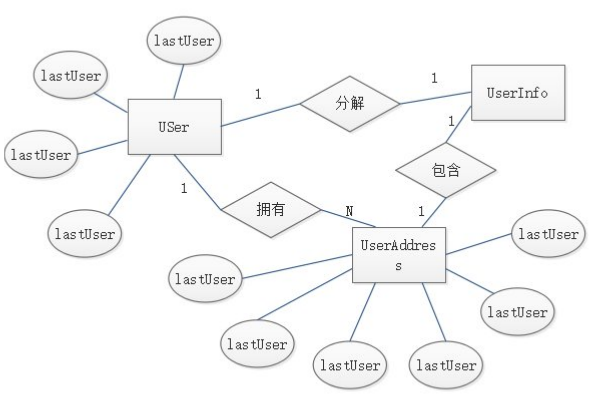 lastUser
lastUser
1
1
分解
UserInfo
USer
1
lastUser
包含
1
拥有
N
1
lastUser
UserAddres
s
lastUser
lastUser
lastUser
lastUser
lastUser
lastUser